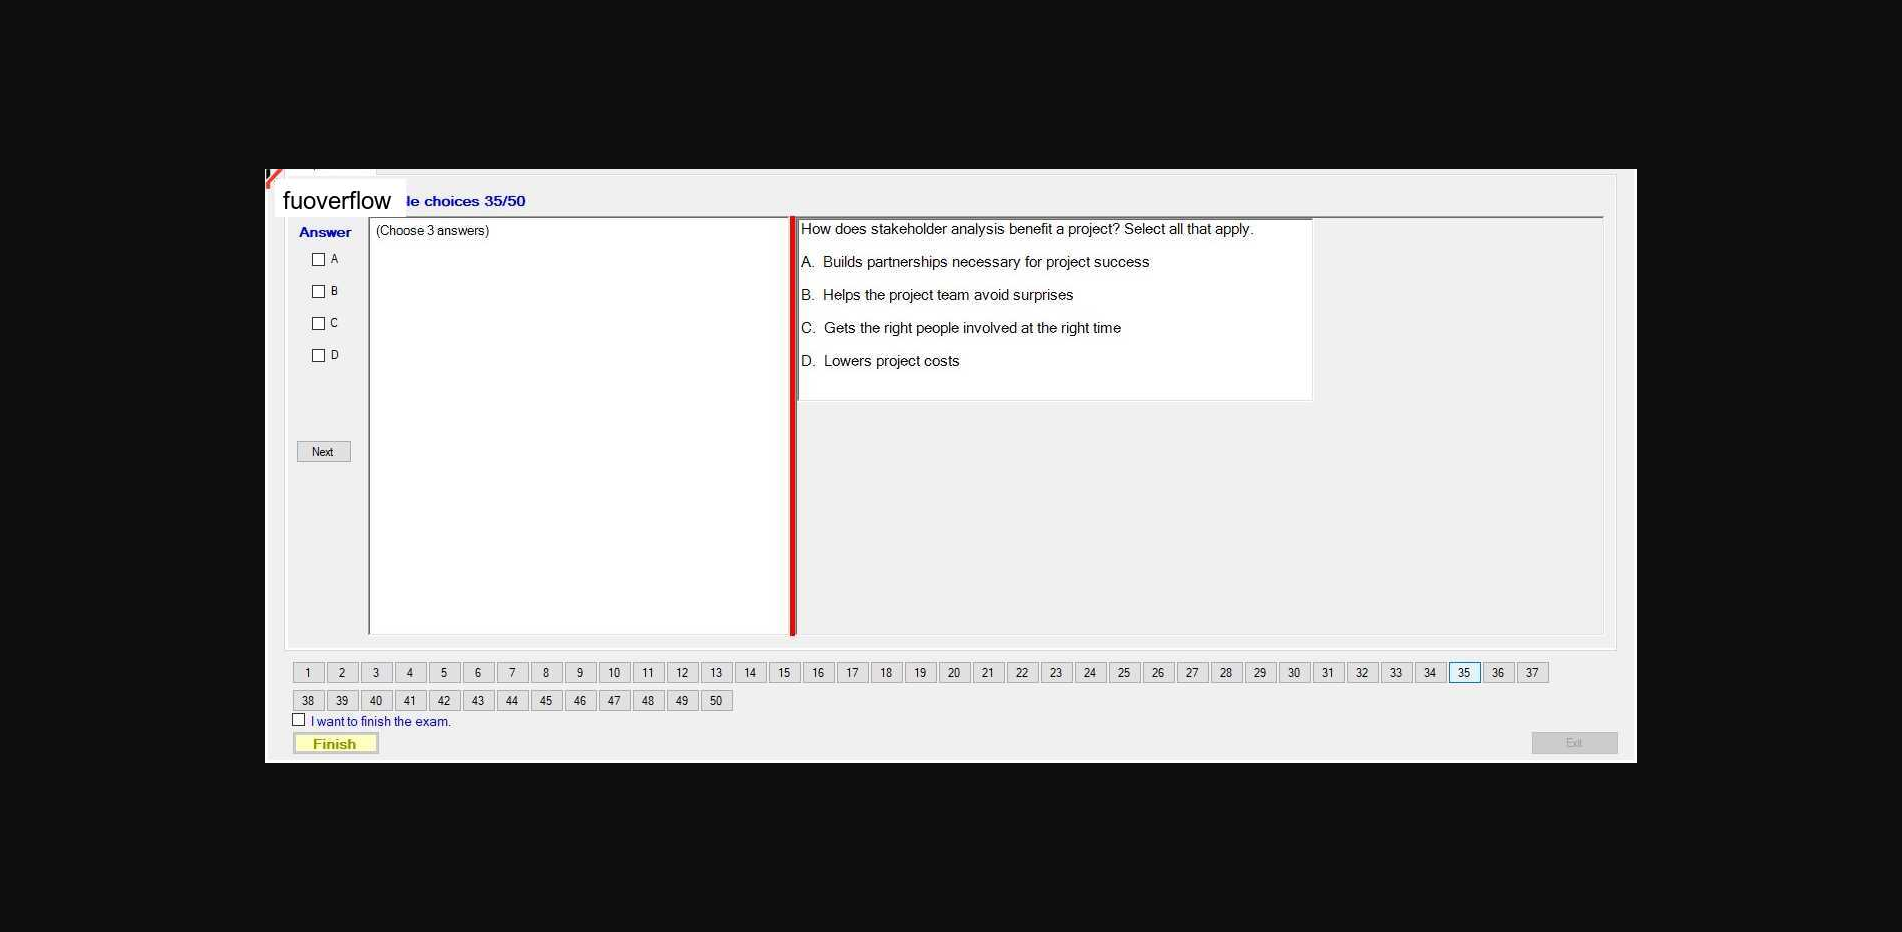 fuoverflow
le choices 35/50
Answer
(Choose 3 answers)
A
B
C
D
Next
How does stakeholder analysis benefit a project? Select all that apply.
A. Builds partnerships necessary for project success
B. Helps the project team avoid surprises
C. Gets the right people involved at the right time
D. Lowers project costs
1 2 3 4 5 6 7 8 9 10 11 12 13 14 15 16 17 18 19 20 21 22 23 24 25 26 27 28 29 30 31 32 33 34 35 36 37
38 39 40 41 42 43 44 45 46 47 48 49 50
I want to finish the exam.
Finish
Exit